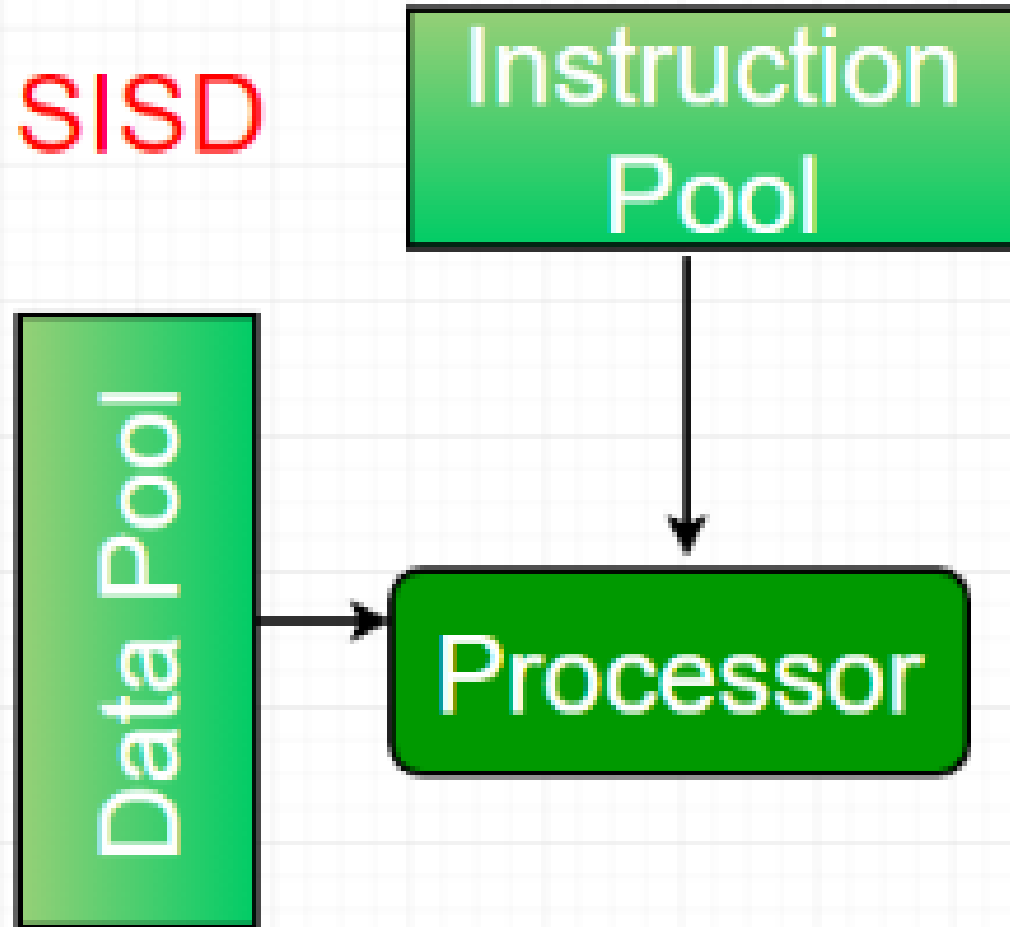 SISD
Instruction
Pool
Data Pool
Processor